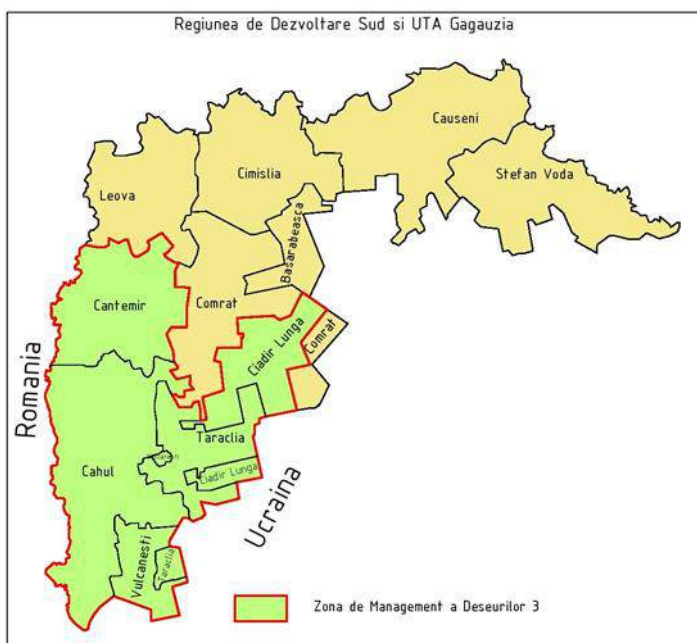 Regiunea de Dezvoltare Sud si UTA Gagauzia
Causeni
Cimislia
Stefan Voda
Leova
Basarabeasca
Cantemir
Comrat
Ciadir Lunga
Comrat
Romania
Taraclia
Cahul
Ciadir Lunga
Ucraina
Vulcanesti
Taraclia
Zona de Management a Deseurilor 3